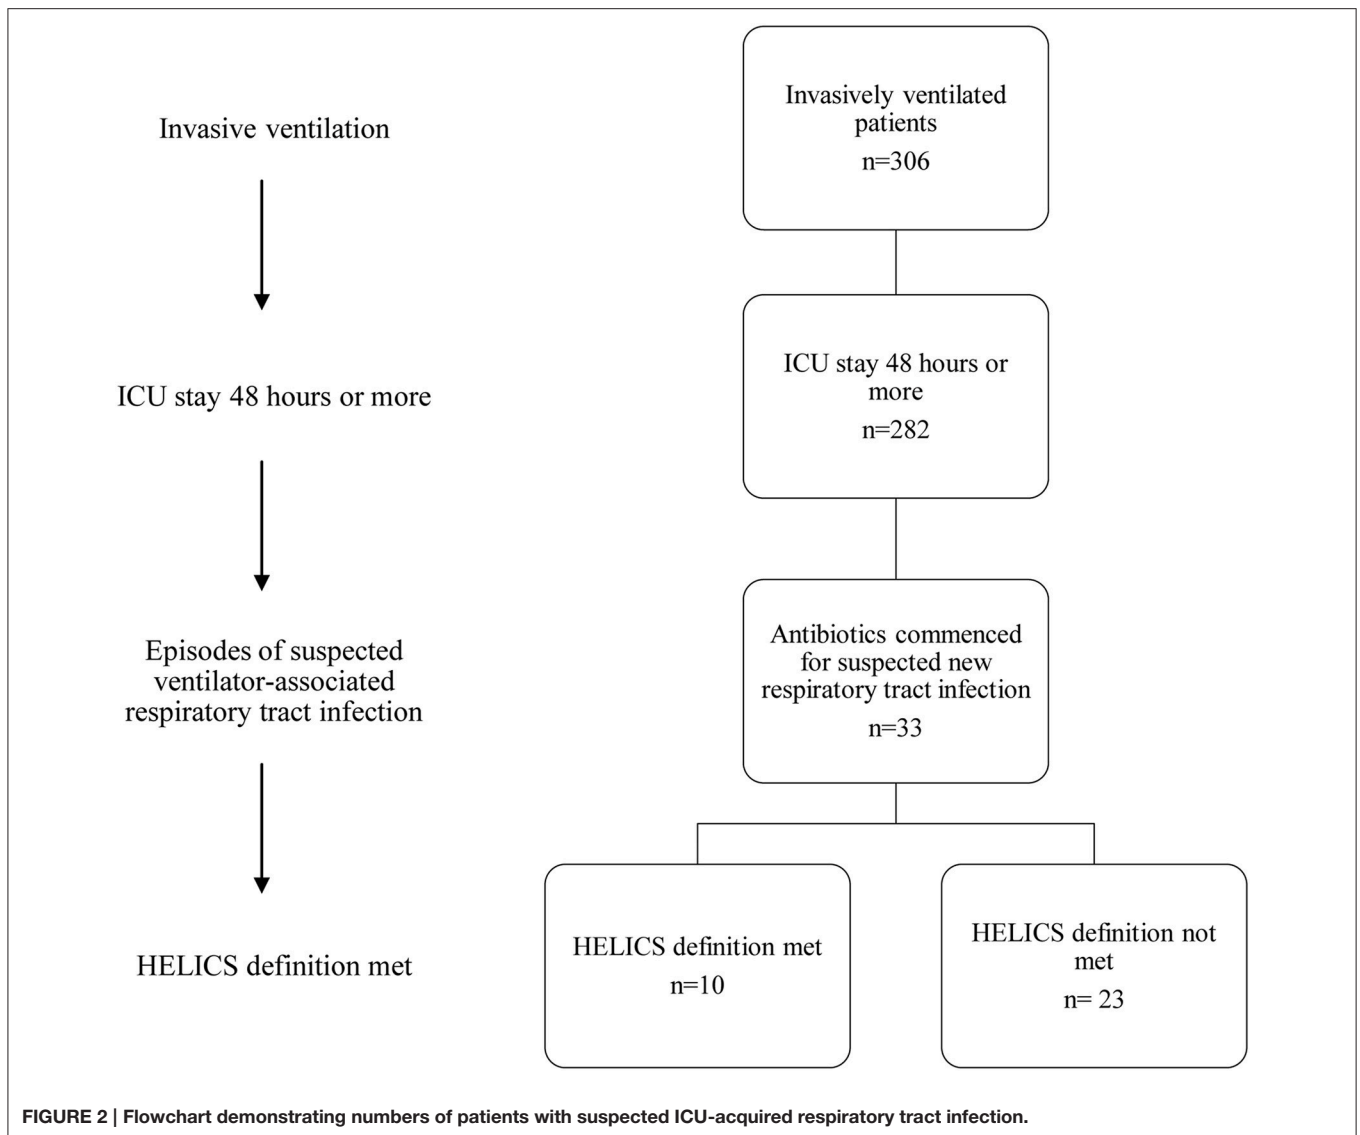 Invasive ventilation
ICU stay 48 hours or more
Episodes of suspected
ventilator-associated
respiratory tract infection
HELICS definition met
Invasively ventilated
patients
n=306
ICU stay 48 hours or
more
n=282
Antibiotics commenced
for suspected new
respiratory tract infection
n=33
HELICS definition met
n=10
HELICS definition not
met
n= 23
FIGURE 2 | Flowchart demonstrating numbers of patients with suspected ICU-acquired respiratory tract infection.